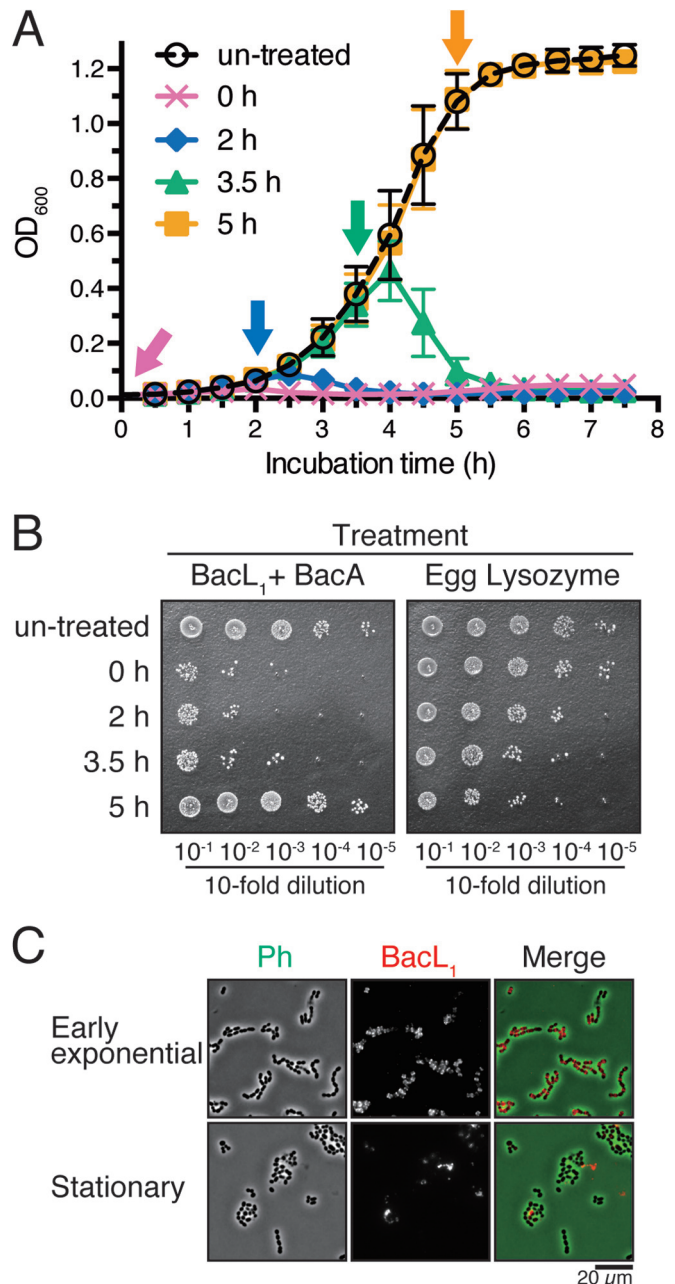 A
un-treated
0 h
2 h
3.5 h
5 h
OD600
1.2
1.0
0.8
0.6
0.4
0.2
0.0
0 1 2 3 4 5 6 7 8
Incubation time (h)
B
Treatment
BacL1+ BacA Egg Lysozyme
un-treated
0 h
2 h
3.5 h
5 h
10-1 10-2 10-3 10-4 10-5 10-1 10-2 10-3 10-4 10-5
10-fold dilution 10-fold dilution
C
Ph BacL1 Merge
Early
exponential
Stationary
20 µm